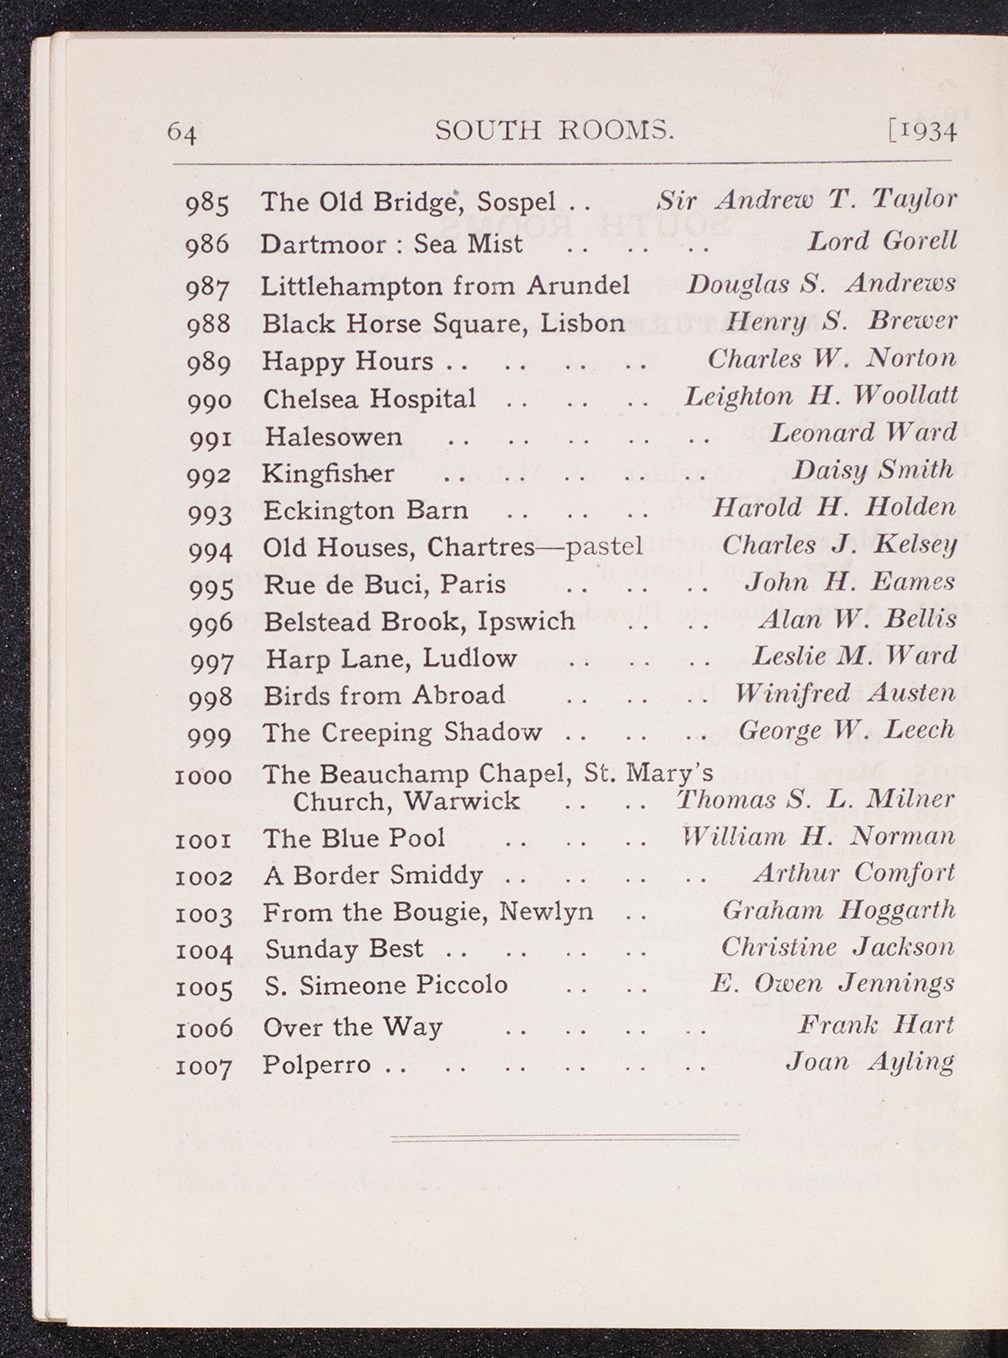 64 SOUTH ROOMS. [1934
985 The Old Bridge, Sospel . . Sir Andrew T. Taylor
986 Dartmoor : Sea Mist . . . . . . Lord Gorell
987 Littlehampton from Arundel Douglas S. Andrews
988 Black Horse Square, Lisbon Henry S. Brewer
989 Happy Hours . . . . . . . . Charles W. Norton
990 Chelsea Hospital . . . . . . Leighton H. Woollatt
991 Halesowen . . . . . . . . . . Leonard Ward
992 Kingfisher . . . . . . . . . . Daisy Smith
993 Eckington Barn . . . . . . Harold H. Holden
994 Old Houses, Chartres—pastel Charles J. Kelsey
995 Rue de Buci, Paris . . . . . . John H. Eames
996 Belstead Brook, Ipswich . . . . Alan W. Bellis
997 Harp Lane, Ludlow . . . . . . Leslie M. Ward
998 Birds from Abroad . . . . . . Winifred Austen
999 The Creeping Shadow . . . . . . George W. Leech
1000 The Beauchamp Chapel, St. Mary's
Church, Warwick . . . . Thomas S. L. Milner
1001 The Blue Pool . . . . . . William H. Norman
1002 A Border Smiddy . . . . . . . . Arthur Comfort
1003 From the Bougie, Newlyn . . Graham Hoggarth
1004 Sunday Best . . . . . . . . Christine Jackson
1005 S. Simeone Piccolo . . . . E. Owen Jennings
1006 Over the Way . . . . . . . . Frank Hart
1007 Polperro . . . . . . . . . . . . Joan Ayling